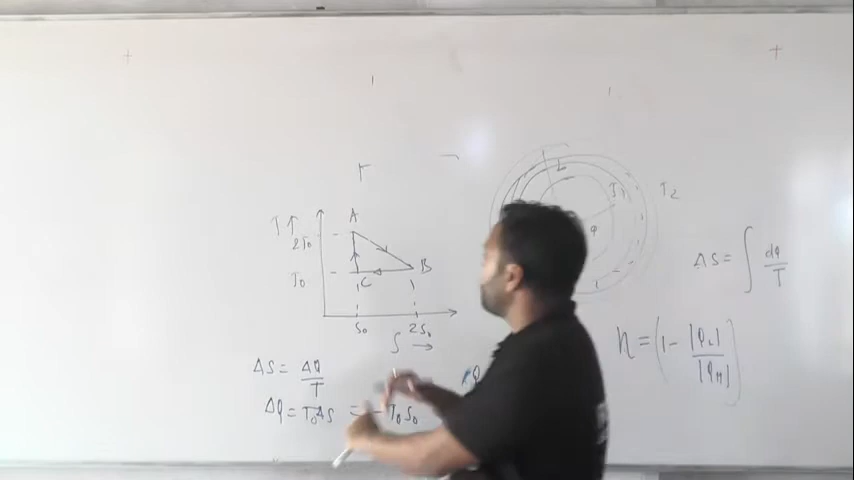 T ↑
A
2T₀
T₀
C
B
S₀
2S₀
S →
ΔS = ΔQ/T
ΔQ = T₀ΔS = -T₀S₀
T₁
T₂
ΔS = ∫ dQ/T
η = (1 - |Q_L|/|Q_H|)